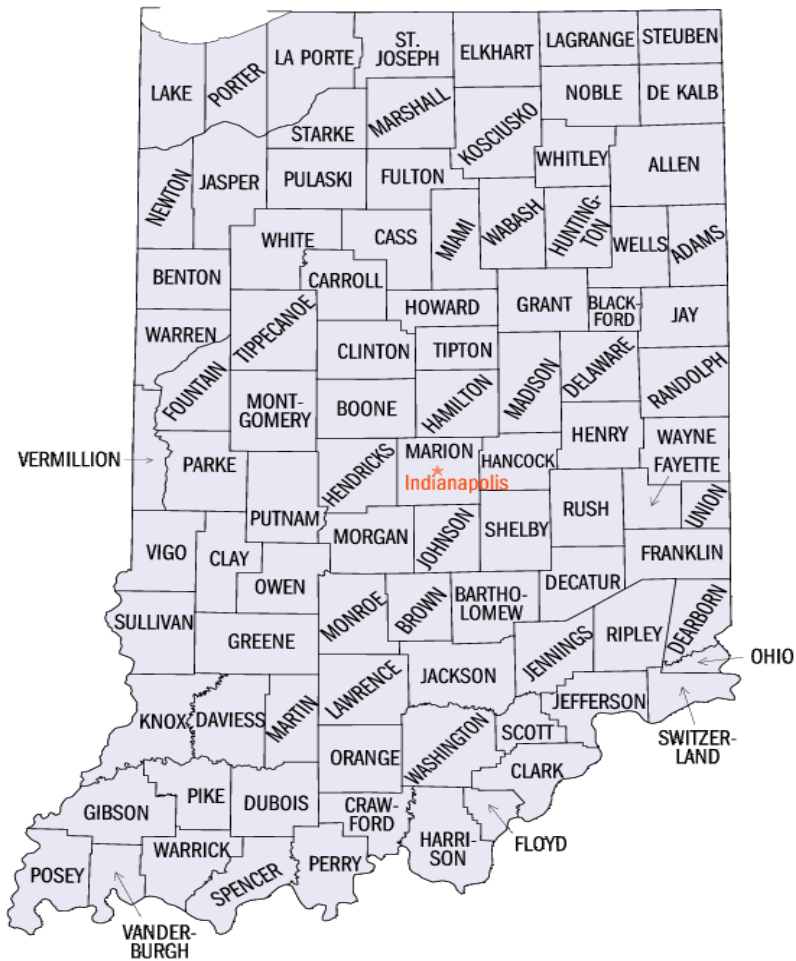 ST.
JOSEPH
ELKHART
LAGRANGE
STEUBEN
LA PORTE
LAKE
PORTER
NOBLE
DE KALB
STARKE
MARSHALL
KOSCIUSKO
WHITLEY
ALLEN
NEWTON
JASPER
PULASKI
FULTON
WHITE
CASS
MIAMI
WABASH
HUNTING-
TON
WELLS
ADAMS
BENTON
CARROLL
HOWARD
GRANT
BLACK-
FORD
JAY
WARREN
TIPPECANOE
CLINTON
TIPTON
MADISON
DELAWARE
RANDOLPH
FOUNTAIN
MONT-
GOMERY
BOONE
HAMILTON
HENRY
WAYNE
VERMILLION
PARKE
HENDRICKS
MARION
HANCOCK
FAYETTE
Indianapolis
PUTNAM
MORGAN
JOHNSON
SHELBY
RUSH
UNION
VIGO
CLAY
OWEN
FRANKLIN
DECATUR
SULLIVAN
GREENE
MONROE
BROWN
BARTHO-
LOMEW
JENNINGS
RIPLEY
DEARBORN
OHIO
KNOX
DAVIESS
MARTIN
LAWRENCE
JACKSON
JEFFERSON
SWITZER-
LAND
ORANGE
WASHINGTON
SCOTT
CLARK
GIBSON
PIKE
DUBOIS
CRAW-
FORD
HARRI-
SON
FLOYD
POSEY
WARRICK
SPENCER
PERRY
VANDER-
BURGH